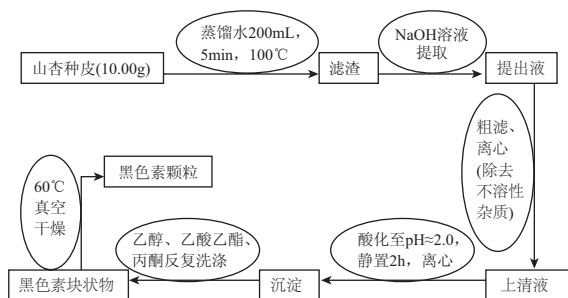 山杏种皮(10.00g)
蒸馏水200mL,
5min，100℃
滤渣
NaOH溶液
提取
提出液
粗滤、
离心
(除去
不溶性
杂质)
上清液
酸化至pH≈2.0,
静置2h，离心
沉淀
乙醇、乙酸乙酯、
丙酮反复洗涤
黑色素块状物
60℃
真空
干燥
黑色素颗粒